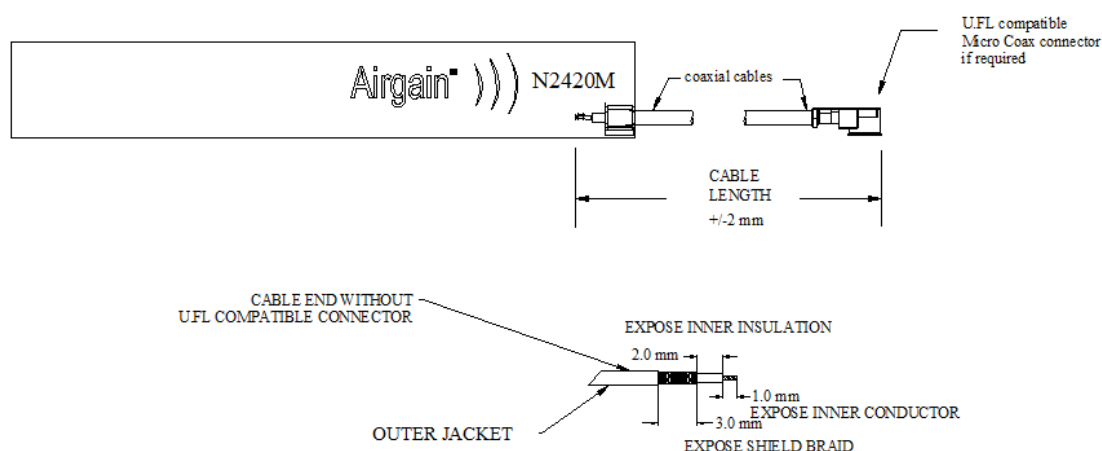 U.FL compatible
Micro Coax connector
if required
Airgain
N2420M
coaxial cables
CABLE
LENGTH
+/-2 mm
CABLE END WITHOUT
U.FL COMPATIBLE CONNECTOR
EXPOSE INNER INSULATION
2.0 mm
1.0 mm
EXPOSE INNER CONDUCTOR
3.0 mm
OUTER JACKET
EXPOSE SHIELD BRAID